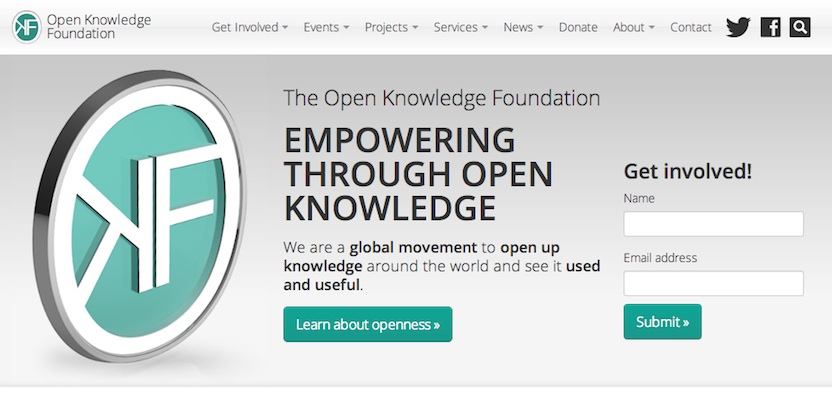 Open Knowledge
Foundation
Get Involved Events Projects Services News Donate About Contact
The Open Knowledge Foundation
EMPOWERING
THROUGH OPEN
KNOWLEDGE
We are a global movement to open up
knowledge around the world and see it used
and useful.
Learn about openness »
Get involved!
Name
Email address
Submit »